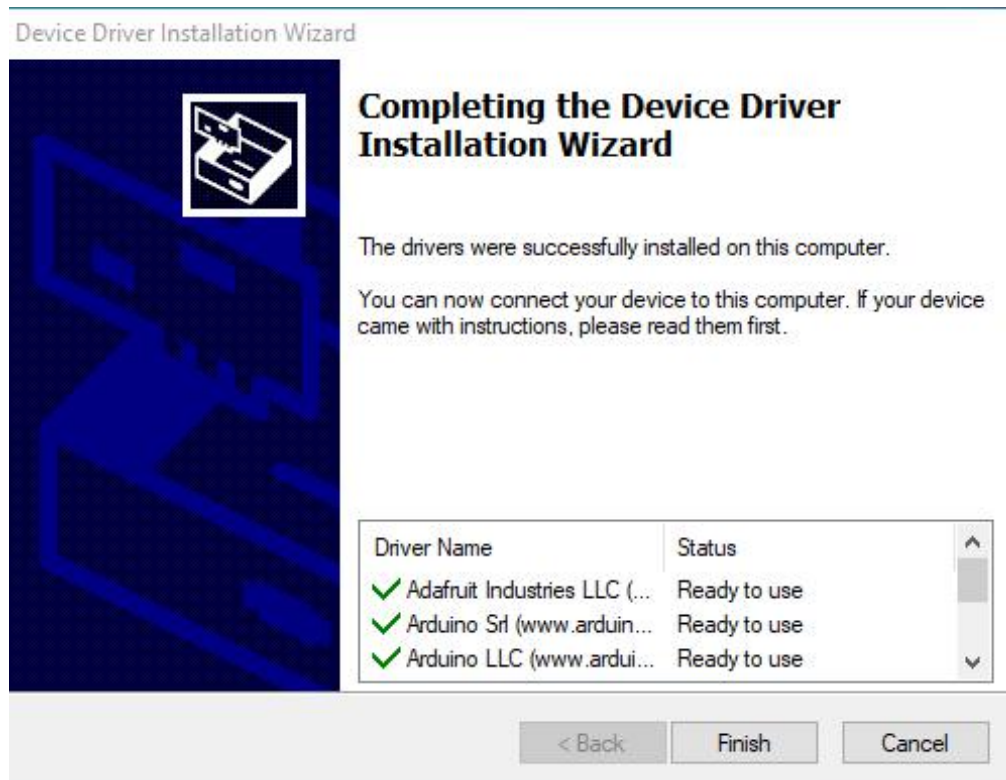 Device Driver Installation Wizard
Completing the Device Driver
Installation Wizard
The drivers were successfully installed on this computer.
You can now connect your device to this computer. If your device
came with instructions, please read them first.
Driver Name Status
Adafruit Industries LLC (... Ready to use
Arduino Srl (www.arduin... Ready to use
Arduino LLC (www.ardui... Ready to use
< Back Finish Cancel